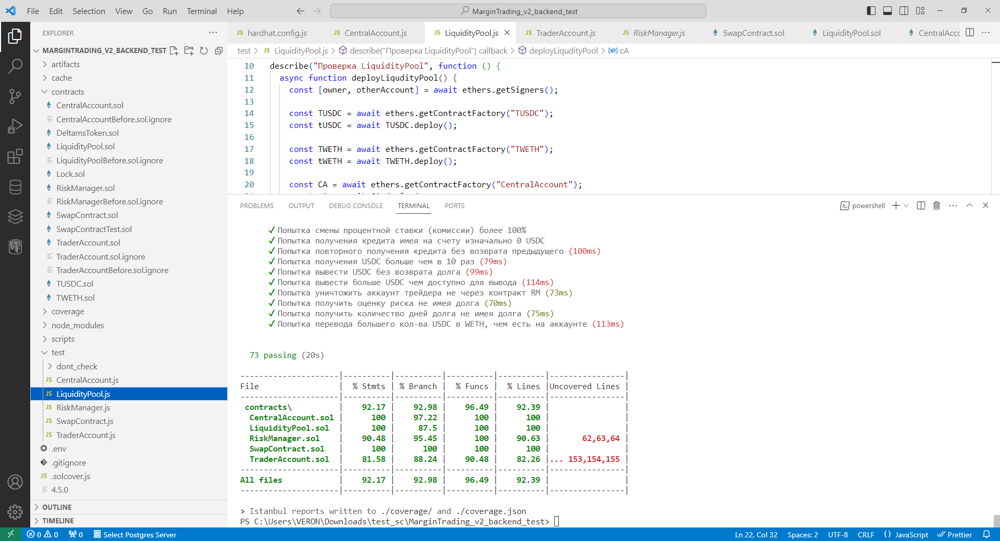 File Edit Selection View Go Run Terminal Help
MarginTrading_v2_backend_test
EXPLORER
MARGINTRADING_V2_BACKEND_TEST
artifacts
cache
contracts
CentralAccount.sol
CentralAccountBefore.sol.ignore
DeltamsToken.sol
LiquidityPool.sol
LiquidityPoolBefore.sol.ignore
Lock.sol
RiskManager.sol
RiskManagerBefore.sol.ignore
SwapContract.sol
SwapContractTest.sol
TraderAccount.sol
TraderAccount.sol.ignore
TraderAccountBefore.sol.ignore
TUSDC.sol
TWETH.sol
coverage
node_modules
scripts
test
dont_check
JS CentralAccount.js
JS LiquidityPool.js
JS RiskManager.js
JS SwapContract.js
JS TraderAccount.js
.env
.gitignore
JS .solcover.js
4.5.0
OUTLINE
TIMELINE
JS hardhat.config.js JS CentralAccount.js JS LiquidityPool.js JS TraderAccount.js JS RiskManager.js SwapContract.sol LiquidityPool.sol CentralAcc
test > JS LiquidityPool.js > describe("Проверка LiquidityPool") callback > deployLiqudityPool > cA
10 describe("Проверка LiquidityPool", function () {
11 async function deployLiqudityPool() {
12 const [owner, otherAccount] = await ethers.getSigners();
13
14 const TUSDC = await ethers.getContractFactory("TUSDC");
15 const tUSDC = await TUSDC.deploy();
16
17 const TWETH = await ethers.getContractFactory("TWETH");
18 const tWETH = await TWETH.deploy();
19
20 const CA = await ethers.getContractFactory("CentralAccount");
PROBLEMS OUTPUT DEBUG CONSOLE TERMINAL PORTS
powershell
✓ Попытка смены процентной ставки (комиссии) более 100%
✓ Попытка получения кредита имея на счету изначально 0 USDC
✓ Попытка повторного получения кредита без возврата предыдущего (100ms)
✓ Попытка получения USDC больше чем в 10 раз (79ms)
✓ Попытка вывести USDC без возврата долга (99ms)
✓ Попытка вывести больше USDC чем доступно для вывода (114ms)
✓ Попытка уничтожить аккаунт трейдера не через контракт RM (73ms)
✓ Попытка получить оценку риска не имея долга (70ms)
✓ Попытка получить количество дней долга не имея долга (75ms)
✓ Попытка перевода большего кол-ва USDC в WETH, чем есть на аккаунте (113ms)
73 passing (20s)
---------------------|----------|----------|----------|----------|----------------|
File | % Stmts | % Branch | % Funcs | % Lines |Uncovered Lines |
---------------------|----------|----------|----------|----------|----------------|
contracts\ | 92.17 | 92.98 | 96.49 | 92.39 | |
CentralAccount.sol | 100 | 97.22 | 100 | 100 | |
LiquidityPool.sol | 100 | 87.5 | 100 | 100 | |
RiskManager.sol | 90.48 | 95.45 | 100 | 90.63 | 62,63,64 |
SwapContract.sol | 100 | 100 | 100 | 100 | |
TraderAccount.sol | 81.58 | 88.24 | 90.48 | 82.26 |... 153,154,155 |
---------------------|----------|----------|----------|----------|----------------|
All files | 92.17 | 92.98 | 96.49 | 92.39 | |
---------------------|----------|----------|----------|----------|----------------|
> Istanbul reports written to ./coverage/ and ./coverage.json
PS C:\Users\VERON\Downloads\test_sc\MarginTrading_v2_backend_test>
0 0 0 Select Postgres Server
Ln 22, Col 32 Spaces: 2 UTF-8 CRLF {} JavaScript Prettier